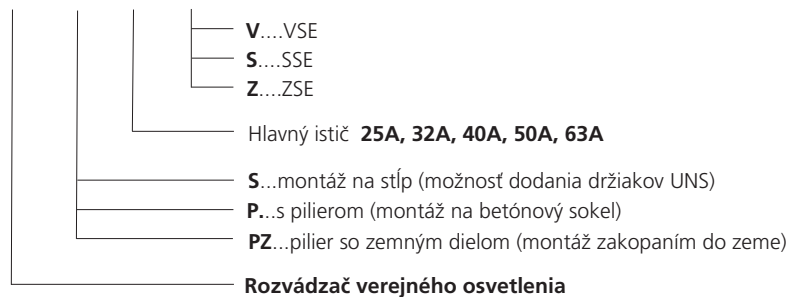 V....VSE
S....SSE
Z....ZSE
Hlavný istič 25A, 32A, 40A, 50A, 63A
S...montáž na stĺp (možnosť dodania držiakov UNS)
P...s pilierom (montáž na betónový sokel)
PZ...pilier so zemným dielom (montáž zakopaním do zeme)
Rozvádzač verejného osvetlenia